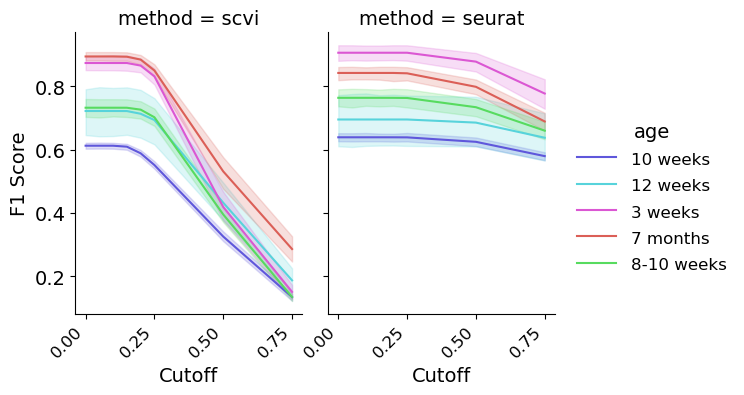 method = scvi
method = seurat
F1 Score
0.8
0.6
0.4
0.2
0.00
0.25
0.50
0.75
Cutoff
0.00
0.25
0.50
0.75
Cutoff
age
10 weeks
12 weeks
3 weeks
7 months
8-10 weeks